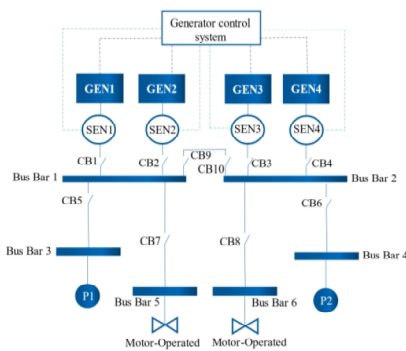 Generator control
system
GEN1 GEN2 GEN3 GEN4
SEN1 SEN2 SEN3 SEN4
CB1 CB2 CB9 CB10 CB3 CB4
Bus Bar 1 Bus Bar 2
CB5 CB6
CB7 CB8
Bus Bar 3 Bus Bar 4
P1 Bus Bar 5 Bus Bar 6 P2
Motor-Operated Motor-Operated